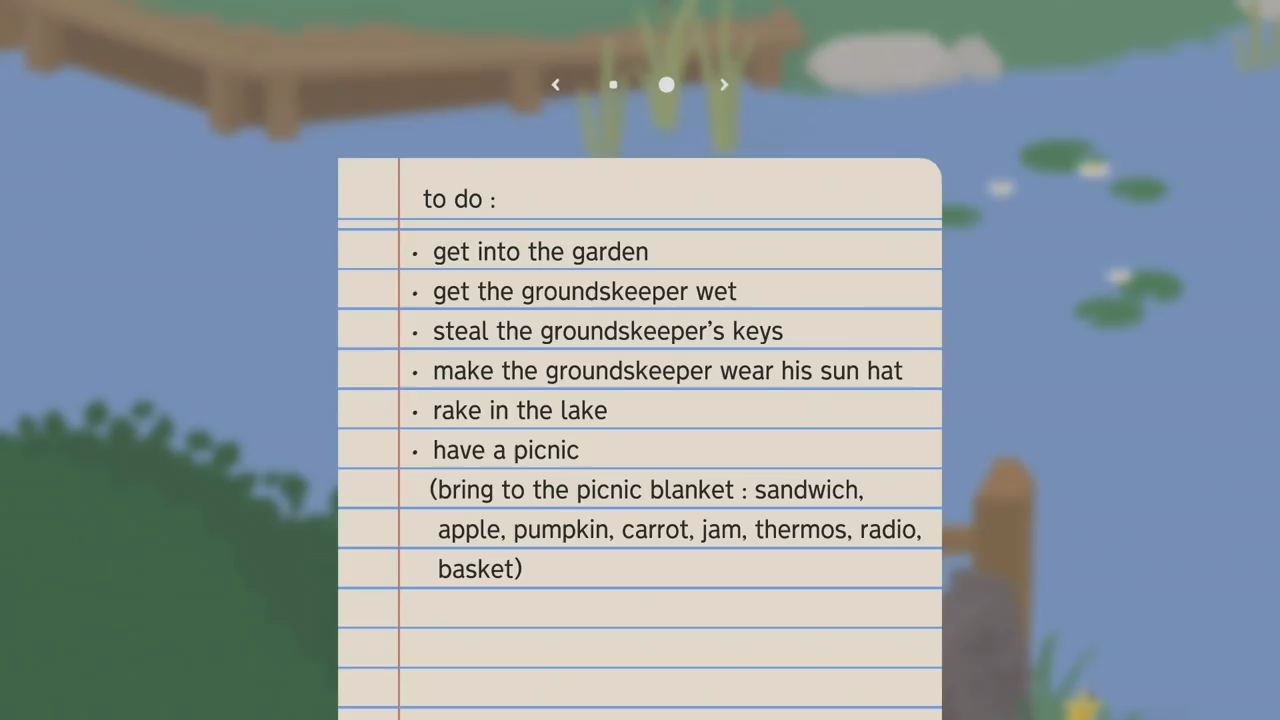 to do :
• get into the garden
• get the groundskeeper wet
• steal the groundskeeper’s keys
• make the groundskeeper wear his sun hat
• rake in the lake
• have a picnic
(bring to the picnic blanket : sandwich,
apple, pumpkin, carrot, jam, thermos, radio,
basket)